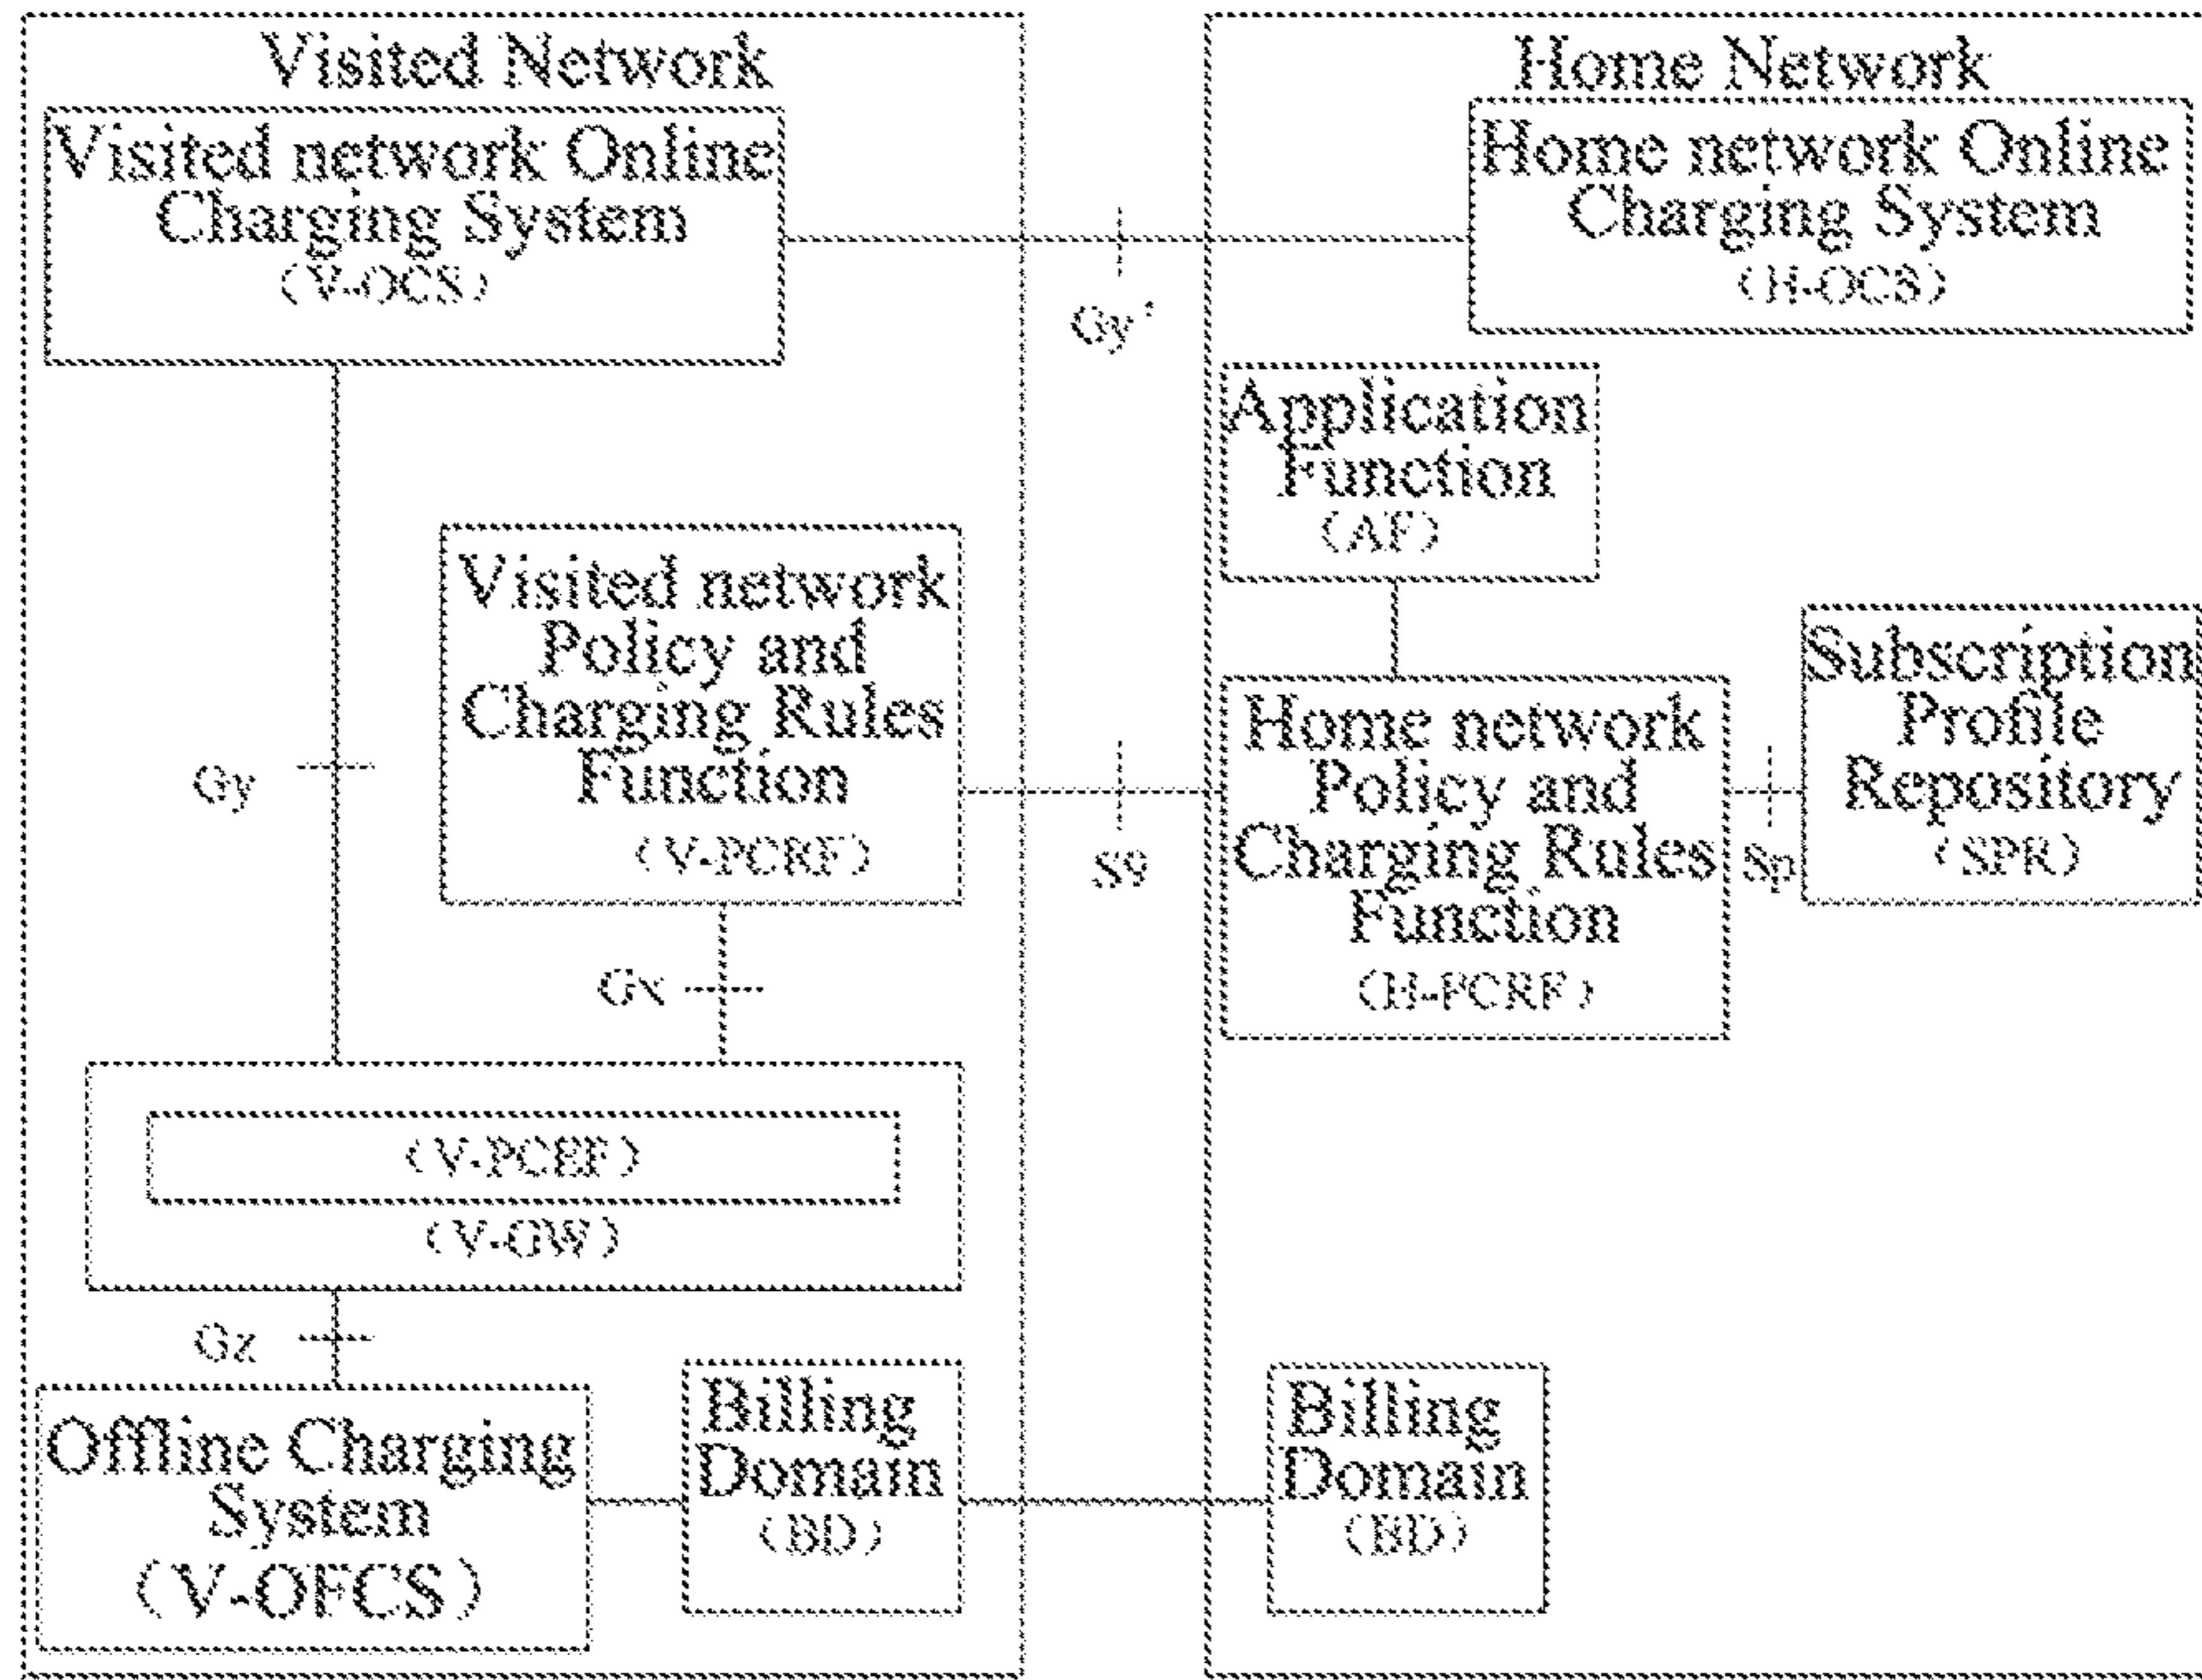 Visited Network
Visited network Online
Charging System
(V-OCS)
Home Network
Home network Online
Charging System
(H-OCS)
Gy'
Application
Function
(AF)
Visited network
Policy and
Charging Rules
Function
(V-PCRF)
Gy
S9
Home network
Policy and
Charging Rules
Function
(H-PCRF)
Sp
Subscription
Profile
Repository
(SPR)
Gx
(V-PCEF)
(V-GW)
Gz
Offline Charging
System
(V-OFCS)
Billing
Domain
(BD)
Billing
Domain
(BD)